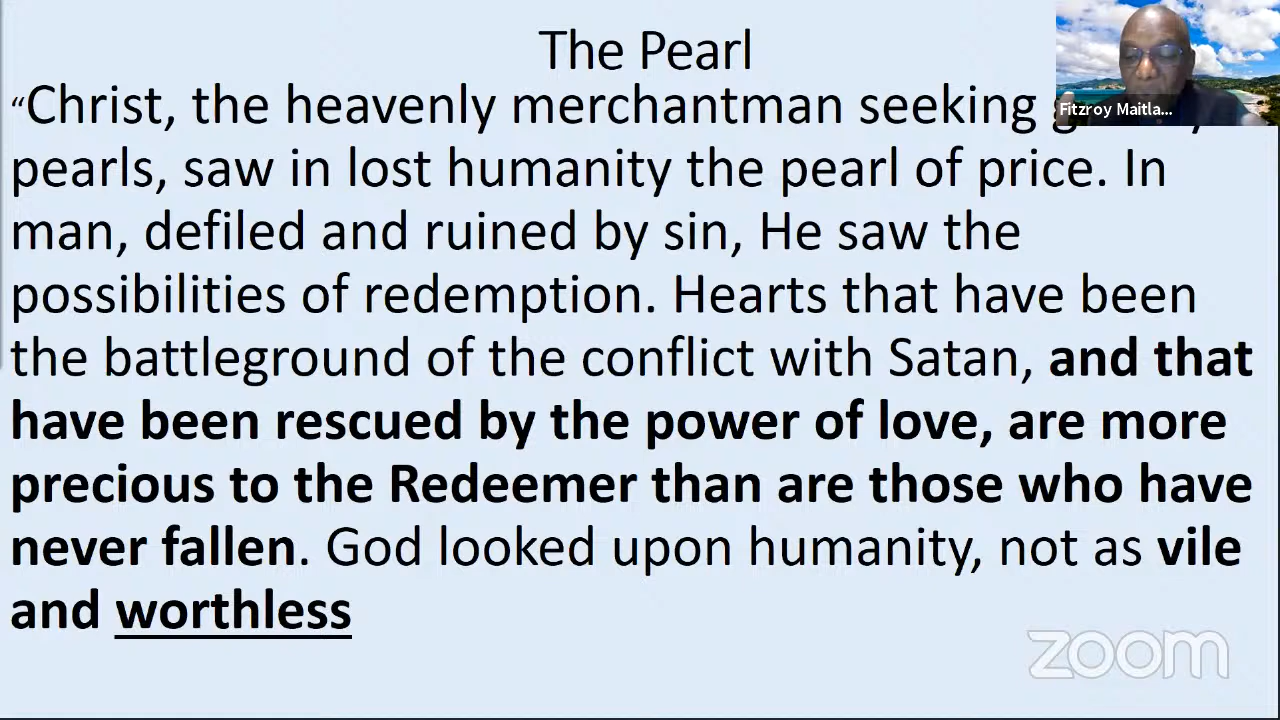 The Pearl
“Christ, the heavenly merchantman seeking
pearls, saw in lost humanity the pearl of price. In
man, defiled and ruined by sin, He saw the
possibilities of redemption. Hearts that have been
the battleground of the conflict with Satan, and that
have been rescued by the power of love, are more
precious to the Redeemer than are those who have
never fallen. God looked upon humanity, not as vile
and worthless
Fitzroy Maitla...
zoom